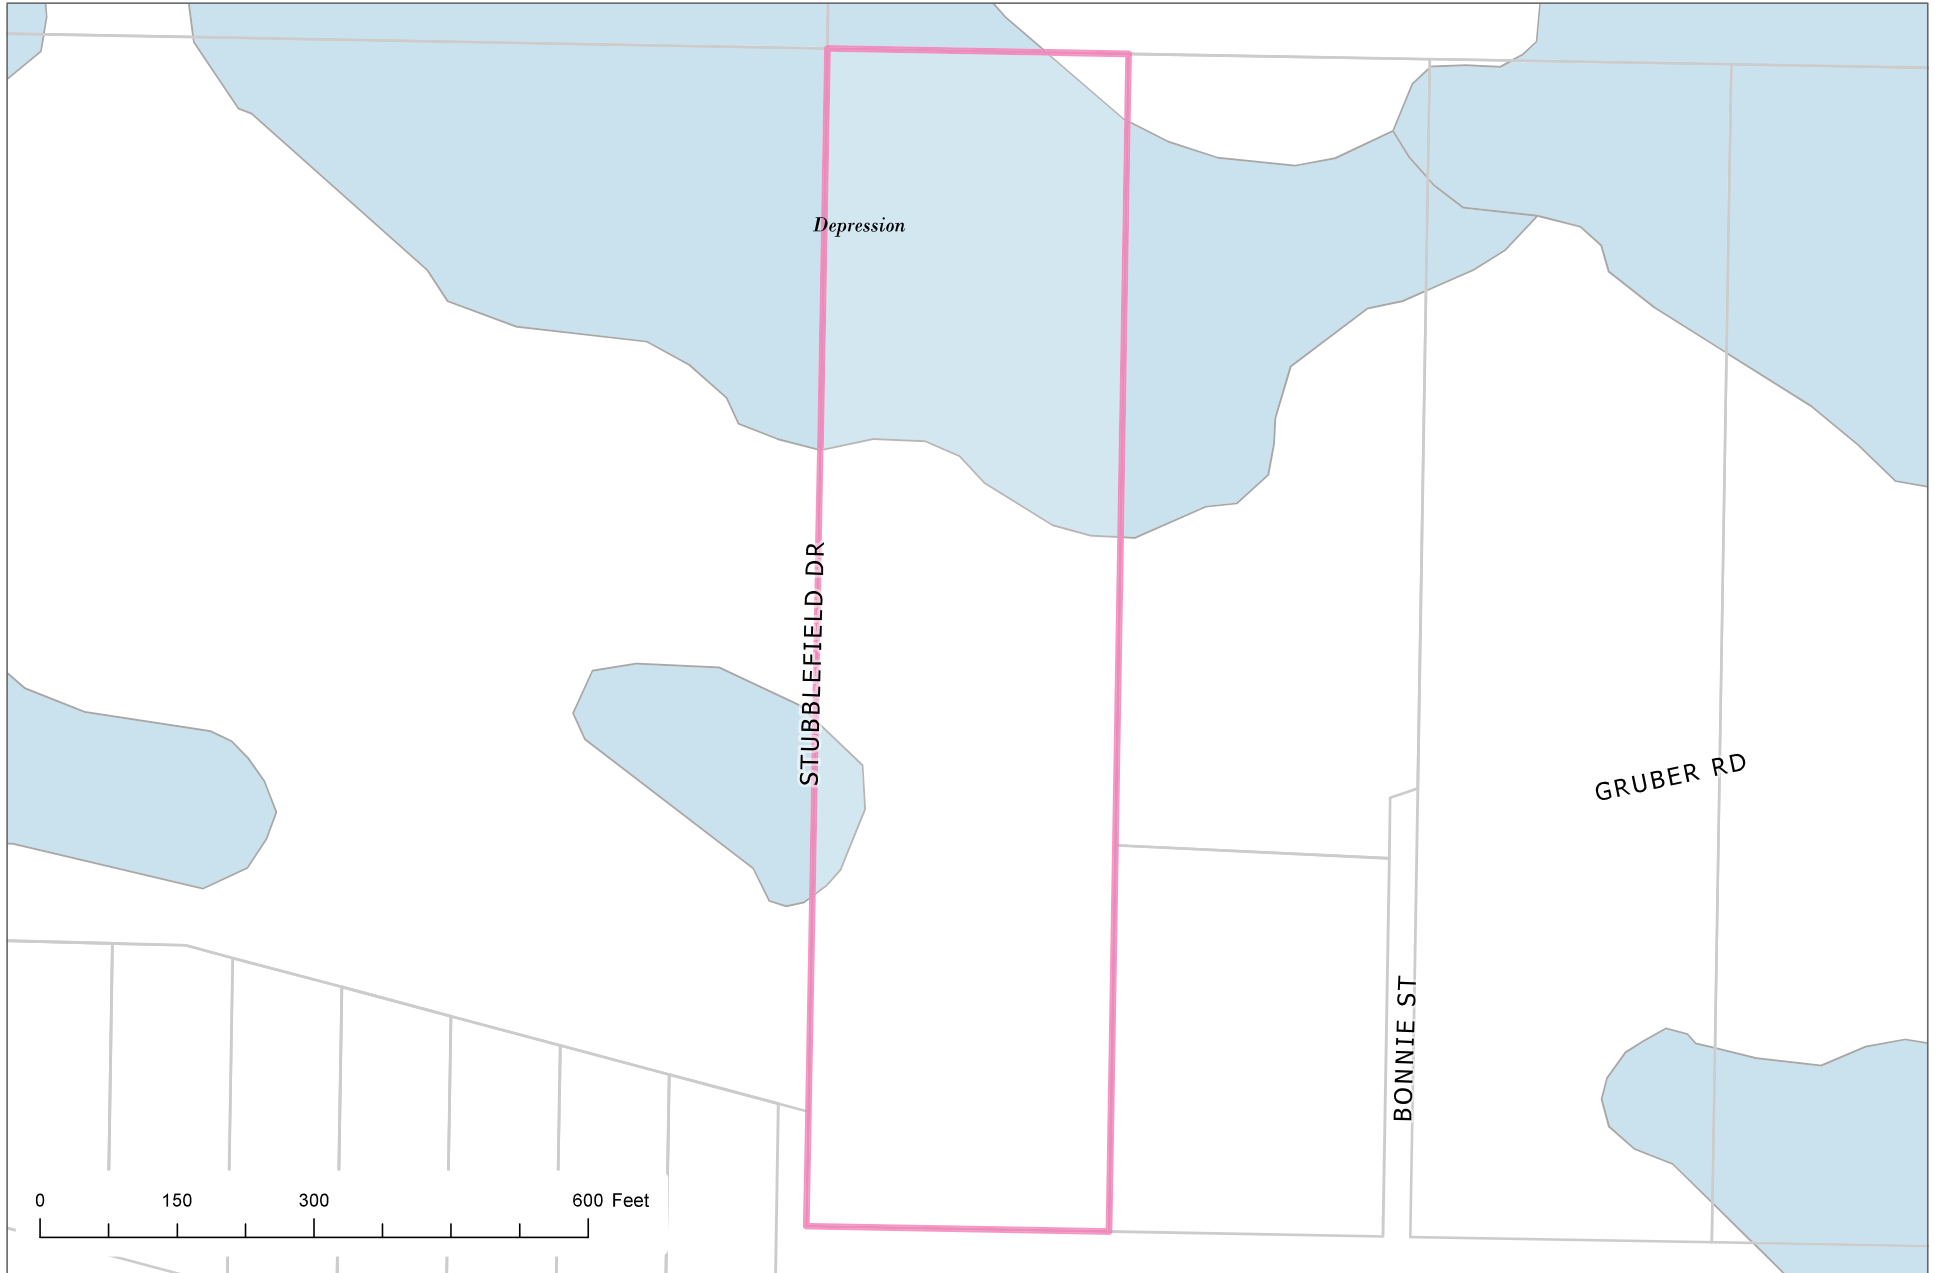 Depression
STUBBLEFIELD DR
GRUBER RD
BONNIE ST
0 150 300 600 Feet